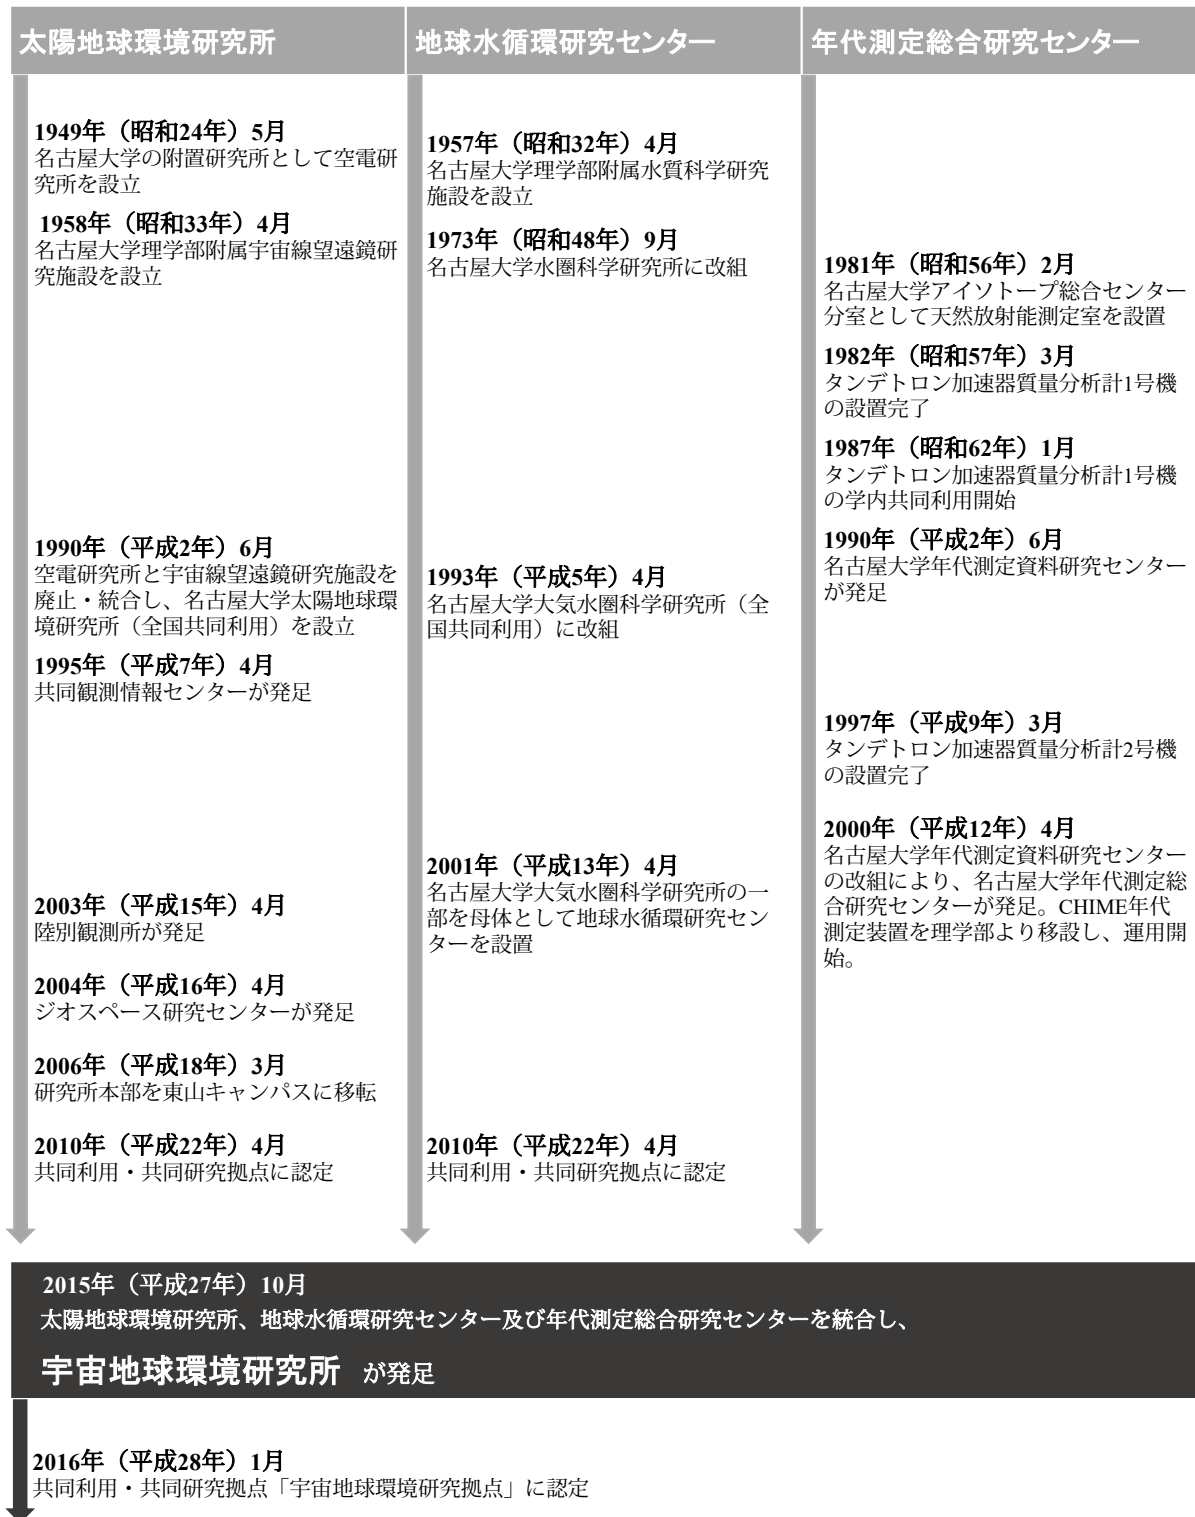 太陽地球環境研究所
1949年（昭和24年）5月
名古屋大学の附置研究所として空電研
究所を設立
1958年（昭和33年）4月
名古屋大学理学部附属宇宙線望遠鏡研
究施設を設立
1990年（平成2年）6月
空電研究所と宇宙線望遠鏡研究施設を
廃止・統合し、名古屋大学太陽地球環
境研究所（全国共同利用）を設立
1995年（平成7年）4月
共同観測情報センターが発足
2003年（平成15年）4月
陸別観測所が発足
2004年（平成16年）4月
ジオスペース研究センターが発足
2006年（平成18年）3月
研究所本部を東山キャンパスに移転
2010年（平成22年）4月
共同利用・共同研究拠点に認定
地球水循環研究センター
1957年（昭和32年）4月
名古屋大学理学部附属水質科学研究
施設を設立
1973年（昭和48年）9月
名古屋大学水圏科学研究所に改組
1993年（平成5年）4月
名古屋大学大気水圏科学研究所（全
国共同利用）に改組
2001年（平成13年）4月
名古屋大学大気水圏科学研究所の一
部を母体として地球水循環研究セン
ターを設置
2010年（平成22年）4月
共同利用・共同研究拠点に認定
年代測定総合研究センター
1981年（昭和56年）2月
名古屋大学アイソトープ総合センター
分室として天然放射能測定室を設置
1982年（昭和57年）3月
タンデトロン加速器質量分析計1号機
の設置完了
1987年（昭和62年）1月
タンデトロン加速器質量分析計1号機
の学内共同利用開始
1990年（平成2年）6月
名古屋大学年代測定資料研究センター
が発足
1997年（平成9年）3月
タンデトロン加速器質量分析計2号機
の設置完了
2000年（平成12年）4月
名古屋大学年代測定資料研究センター
の改組により、名古屋大学年代測定総
合研究センターが発足。CHIME年代
測定装置を理学部より移設し、運用開
始。
2015年（平成27年）10月
太陽地球環境研究所、地球水循環研究センター及び年代測定総合研究センターを統合し、
宇宙地球環境研究所 が発足
2016年（平成28年）1月
共同利用・共同研究拠点「宇宙地球環境研究拠点」に認定